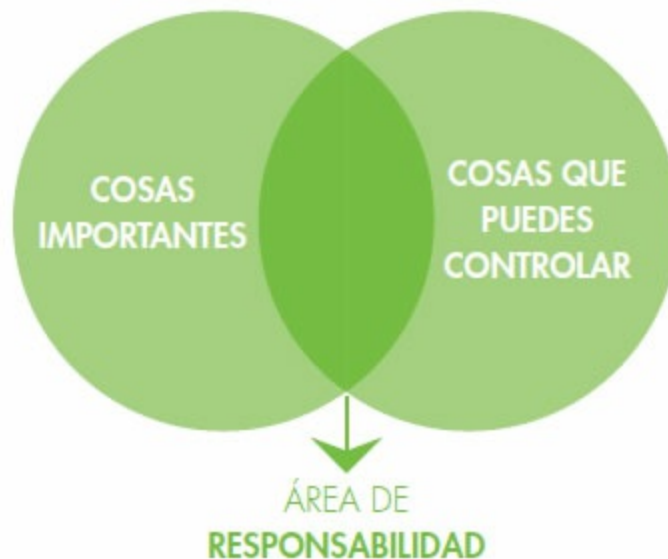 COSAS
IMPORTANTES
COSAS QUE
PUEDES
CONTROLAR
ÁREA DE
RESPONSABILIDAD